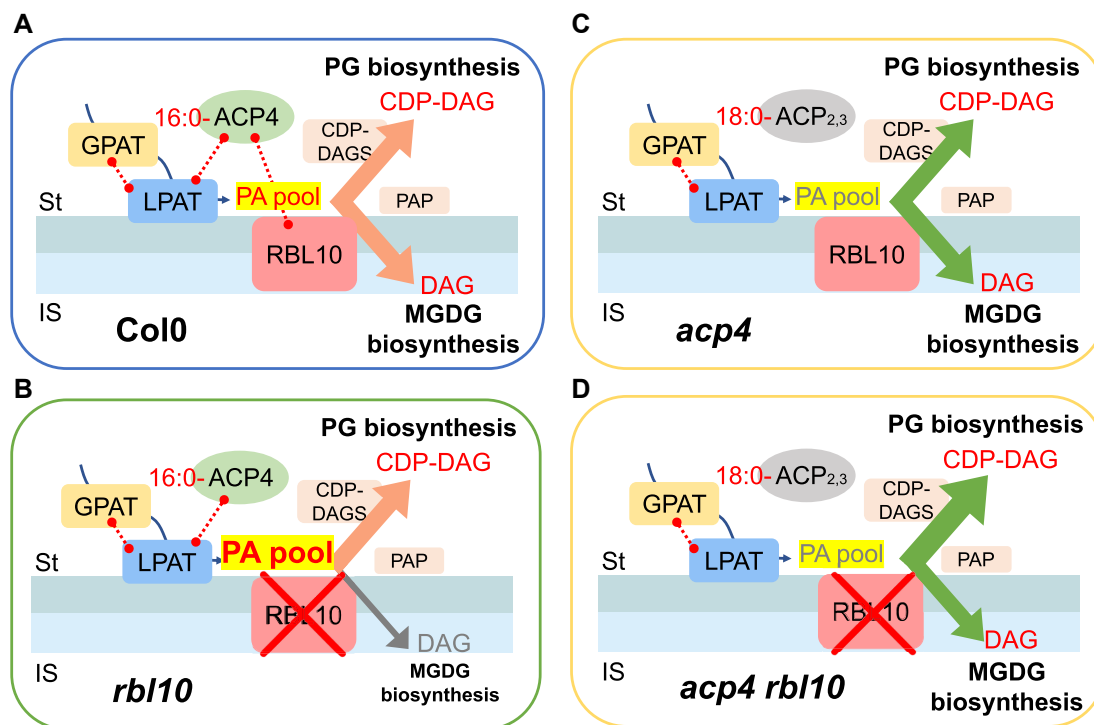 A
PG biosynthesis
CDP-DAG
16:0-ACP4
CDP-
DAGS
GPAT
LPAT
PA pool
PAP
St
RBL10
DAG
IS
MGDG
biosynthesis
Col0
B
PG biosynthesis
CDP-DAG
16:0-ACP4
CDP-
DAGS
GPAT
LPAT
PA pool
PAP
St
RBL10
DAG
IS
MGDG
biosynthesis
rbl10
C
PG biosynthesis
CDP-DAG
18:0-ACP2,3
CDP-
DAGS
GPAT
LPAT
PA pool
PAP
St
RBL10
DAG
IS
MGDG
biosynthesis
acp4
D
PG biosynthesis
CDP-DAG
18:0-ACP2,3
CDP-
DAGS
GPAT
LPAT
PA pool
PAP
St
RBL10
DAG
IS
MGDG
biosynthesis
acp4 rbl10